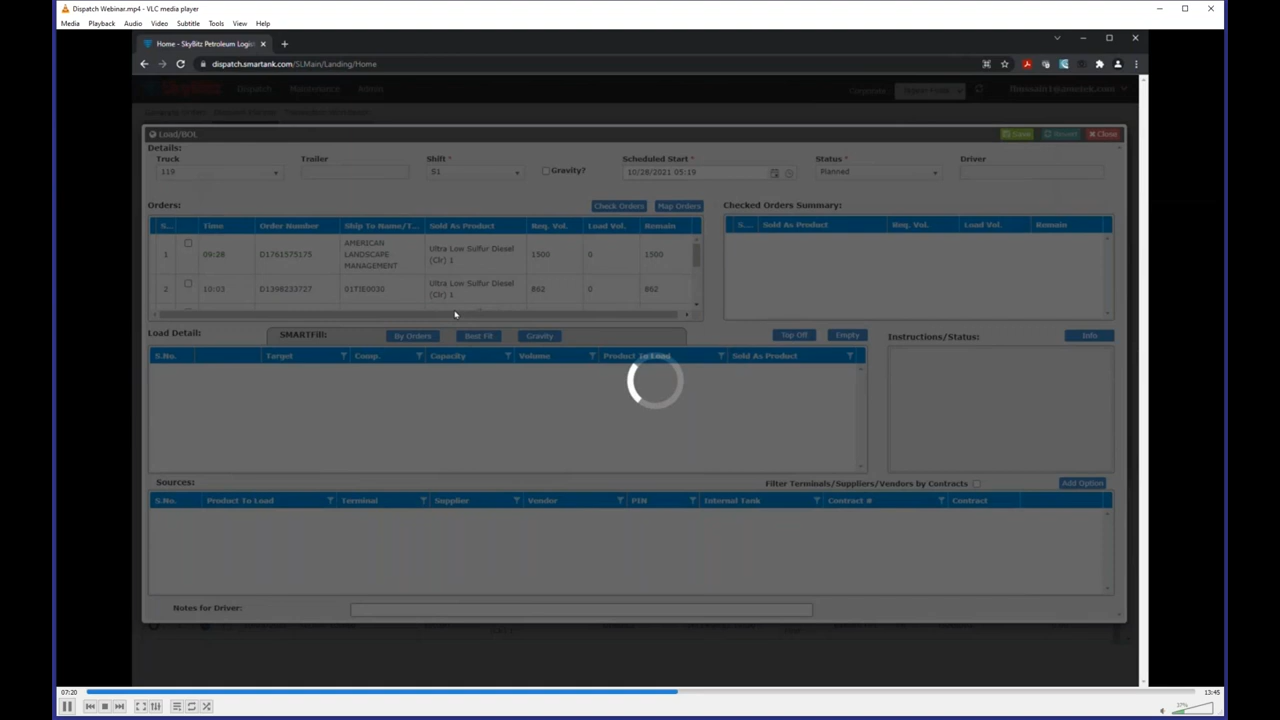 Dispatch Webinar.mp4 - VLC media player
Media Playback Audio Video Subtitle Tools View Help
Home - SkyBitz Petroleum Logi
dispatch.smartank.com/SLMain/Landing/Home
SkyBitz Dispatch Maintenance Admin Corporate
Load/BOL Save Revert Close
Details:
Truck Trailer Shift * Scheduled Start * Status * Driver
119 S1 Gravity? 10/26/2021 05:19 Planned
Orders: Check Orders Map Orders Checked Orders Summary:
S... Time Order Number Ship To Name/T... Sold As Product Req. Vol. Load Vol. Remain S... Sold As Product Req. Vol. Load Vol. Remain
1 09:28 D1761575175 AMERICAN LANDSCAPE MANAGEMENT Ultra Low Sulfur Diesel (Clr) 1 1500 0 1500
2 10:03 D1398233727 01TIE0030 Ultra Low Sulfur Diesel (Clr) 1 862 0 862
Load Detail: SMARTFill: By Orders Best Fit Gravity Top Off Empty Instructions/Status: Info
S.No. Target Comp. Capacity Volume Product To Load Sold As Product
Sources: Filter Terminals/Suppliers/Vendors by Contracts Add Option
S.No. Product To Load Terminal Supplier Vendor PIN Internal Tank Contract # Contract
Notes for Driver:
07:20 13:45
37%